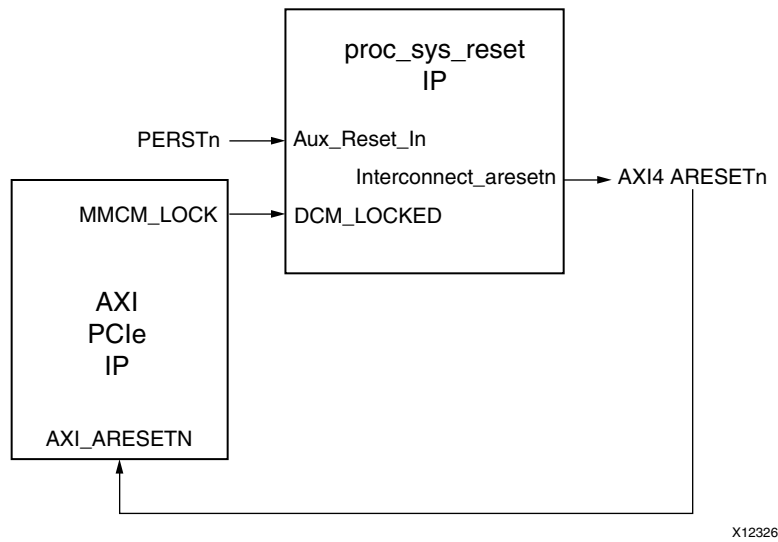 proc_sys_reset
IP
PERSTn
Aux_Reset_In
Interconnect_aresetn
AXI4 ARESETn
MMCM_LOCK
DCM_LOCKED
AXI
PCIe
IP
AXI_ARESETN
X12326